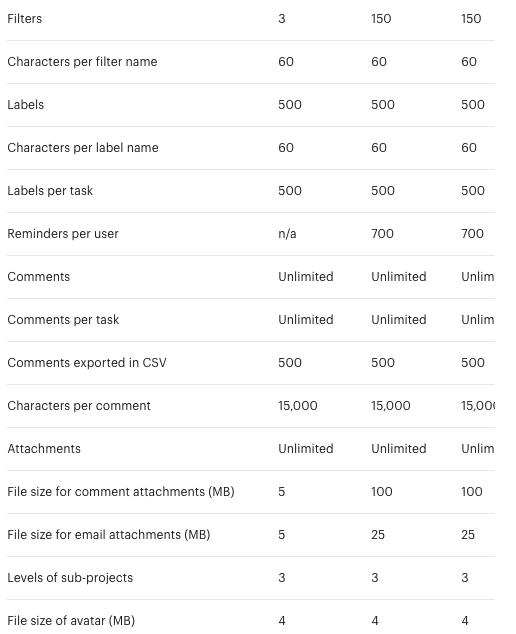 Filters 3 150 150
Characters per filter name 60 60 60
Labels 500 500 500
Characters per label name 60 60 60
Labels per task 500 500 500
Reminders per user n/a 700 700
Comments Unlimited Unlimited Unlim
Comments per task Unlimited Unlimited Unlim
Comments exported in CSV 500 500 500
Characters per comment 15,000 15,000 15,000
Attachments Unlimited Unlimited Unlim
File size for comment attachments (MB) 5 100 100
File size for email attachments (MB) 5 25 25
Levels of sub-projects 3 3 3
File size of avatar (MB) 4 4 4